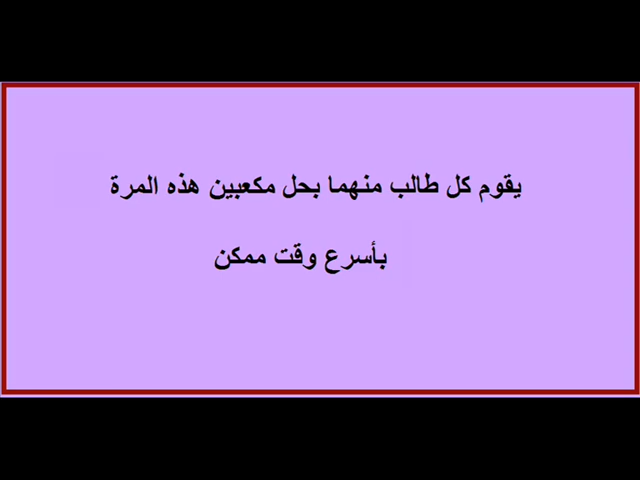 يقوم كل طالب منهما بحل مكعبين هذه المرة
بأسرع وقت ممكن